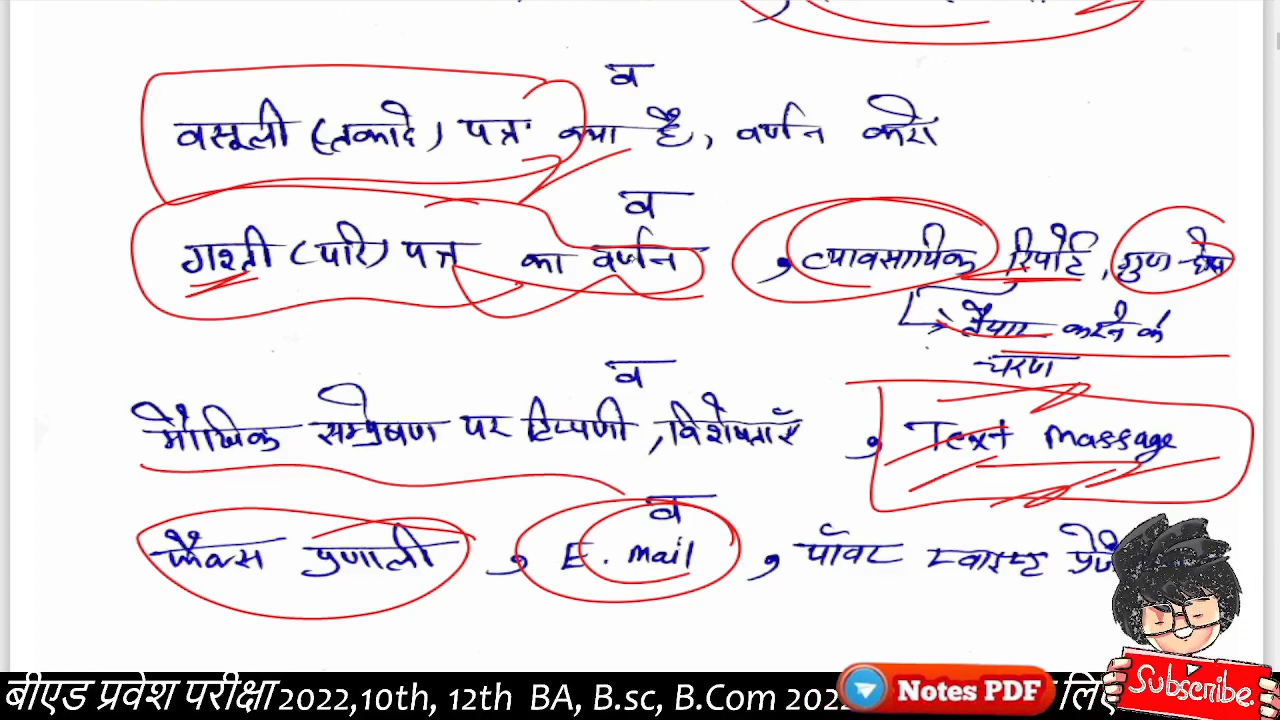 व
वसूली (तकादे) पत्र क्या है, वर्णन करो
व
गश्ती (परि) पत्र का वर्णन, व्यावसायिक रिपोर्ट, गुण-दोष
तैयार करने के
चरण
व
मौखिक सम्प्रेषण पर टिप्पणी, विशेषताएँ, Text Massage
व
फैक्स प्रणाली, E. mail, पॉवर प्वाइण्ट
बीएड प्रवेश परीक्षा 2022,10th, 12th BA, B.sc, B.Com Notes PDF Subscribe.